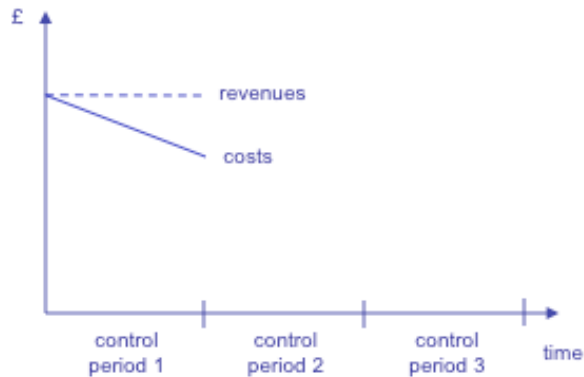 £
revenues
costs
control
period 1
control
period 2
control
period 3
time